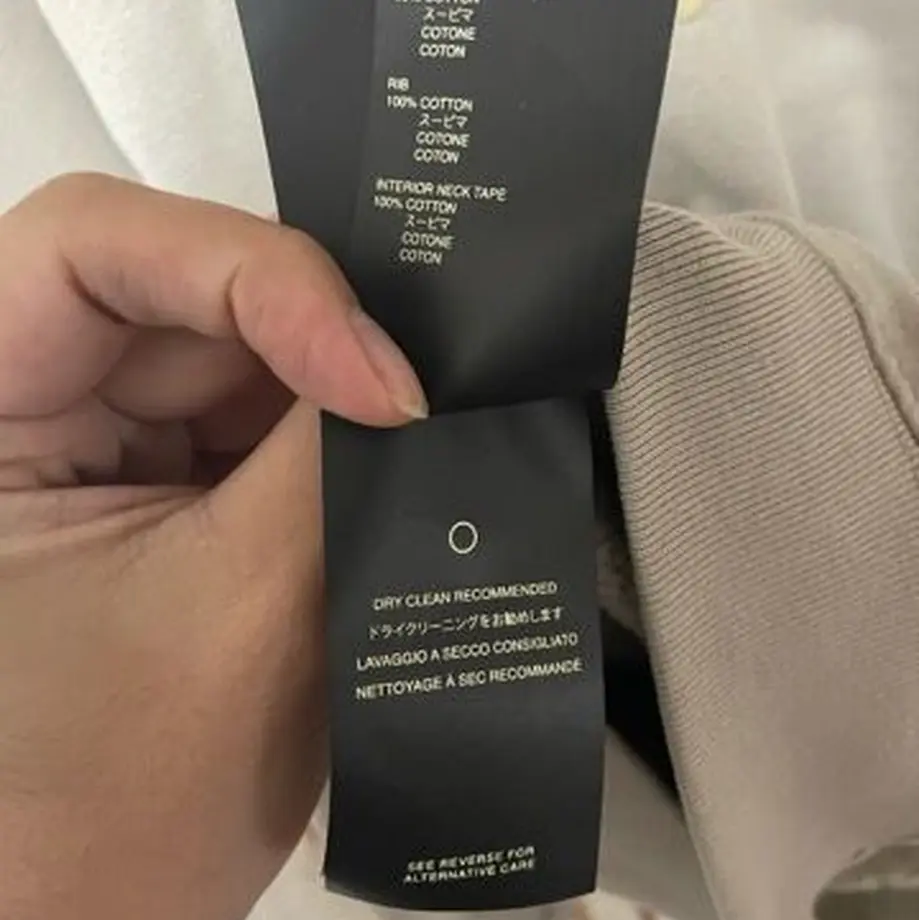 スーピマ
COTONE
COTON
RIB
100% COTTON
スーピマ
COTONE
COTON
INTERIOR NECK TAPE
100% COTTON
スーピマ
COTONE
COTON
DRY CLEAN RECOMMENDED
ドライクリーニングをお勧めします
LAVAGGIO A SECCO CONSIGLIATO
NETTOYAGE À SEC RECOMMANDE
SEE REVERSE FOR
ALTERNATIVE CARE